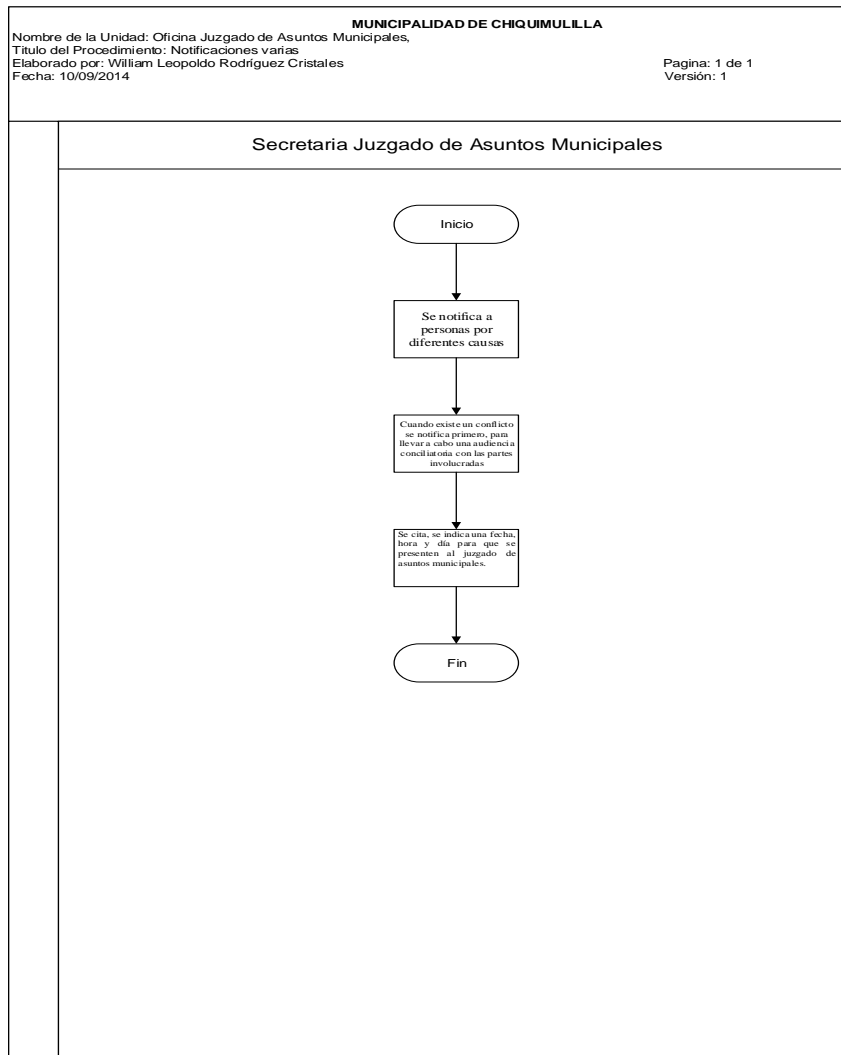 MUNICIPALIDAD DE CHIQUIMULILLA
Nombre de la Unidad: Oficina Juzgado de Asuntos Municipales,
Titulo del Procedimiento: Notificaciones varias
Elaborado por: William Leopoldo Rodríguez Cristales
Pagina: 1 de 1
Fecha: 10/09/2014
Versión: 1
Secretaria Juzgado de Asuntos Municipales
Inicio
Se notifica a
personas por
diferentes causas
Cuando existe un conflicto
se notifica primero, para
llevar a cabo una audiencia
conciliatoria con las partes
involucradas
Se cita, se indica una fecha,
hora y día para que se
presenten al juzgado de
asuntos municipales.
Fin